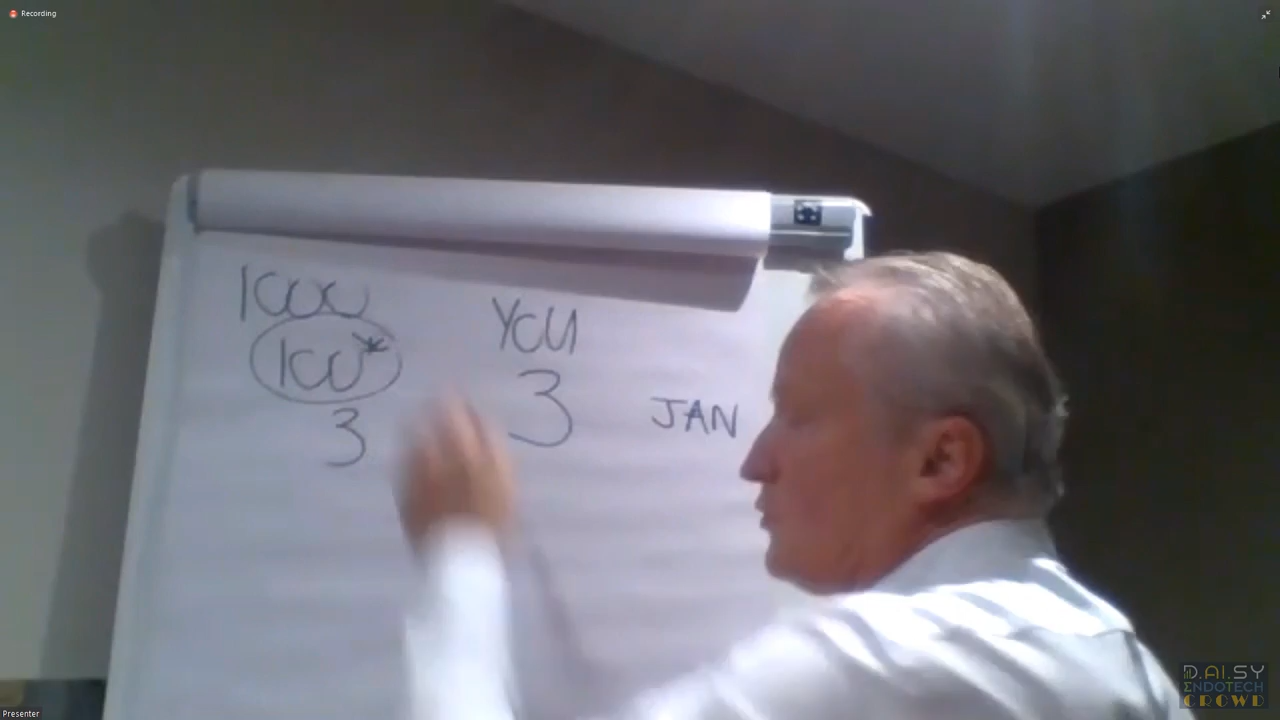 Recording
1000
100*
3
YOU
3
JAN
D.AI.SY
ENDOTECH
CROWD
Presenter